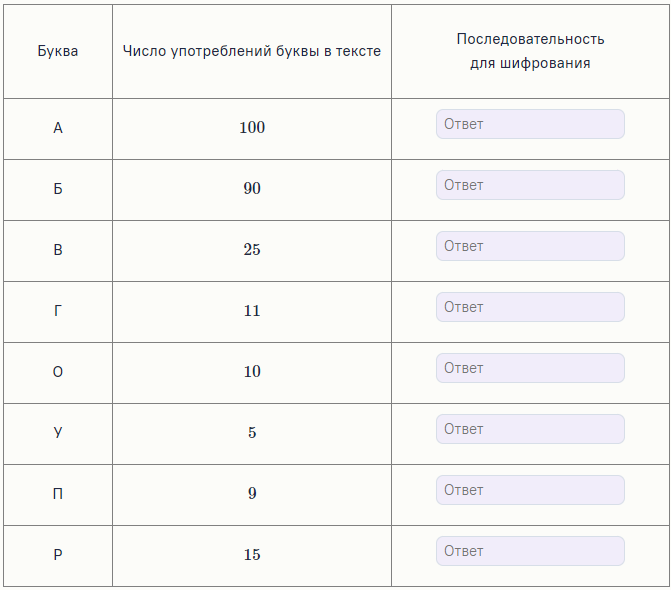 Буква Число употреблений буквы в тексте Последовательность
для шифрования
А 100 Ответ
Б 90 Ответ
В 25 Ответ
Г 11 Ответ
О 10 Ответ
У 5 Ответ
П 9 Ответ
Р 15 Ответ